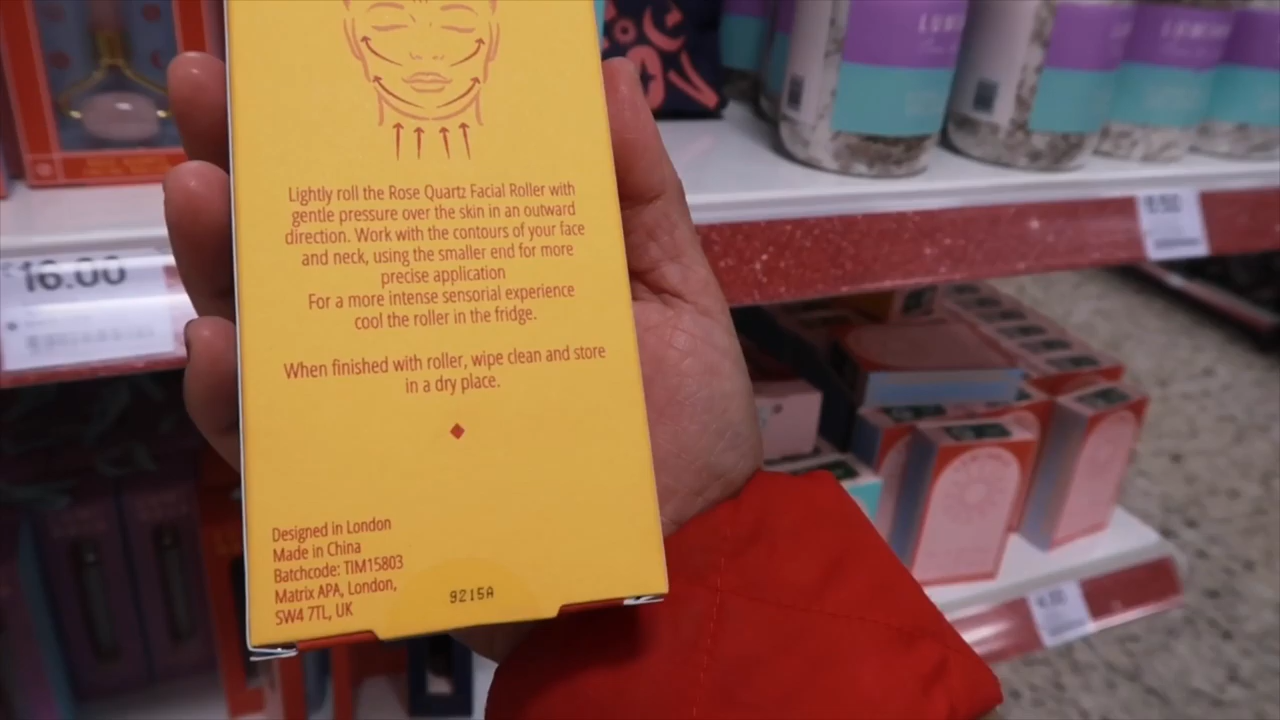 LUMI
Lightly roll the Rose Quartz Facial Roller with
gentle pressure over the skin in an outward
direction. Work with the contours of your face
and neck, using the smaller end for more
precise application
For a more intense sensorial experience
cool the roller in the fridge.
When finished with roller, wipe clean and store
in a dry place.
Designed in London
Made in China
Batchcode: TIM15803
Matrix APA, London,
SW4 7TL, UK
9215A
16.00